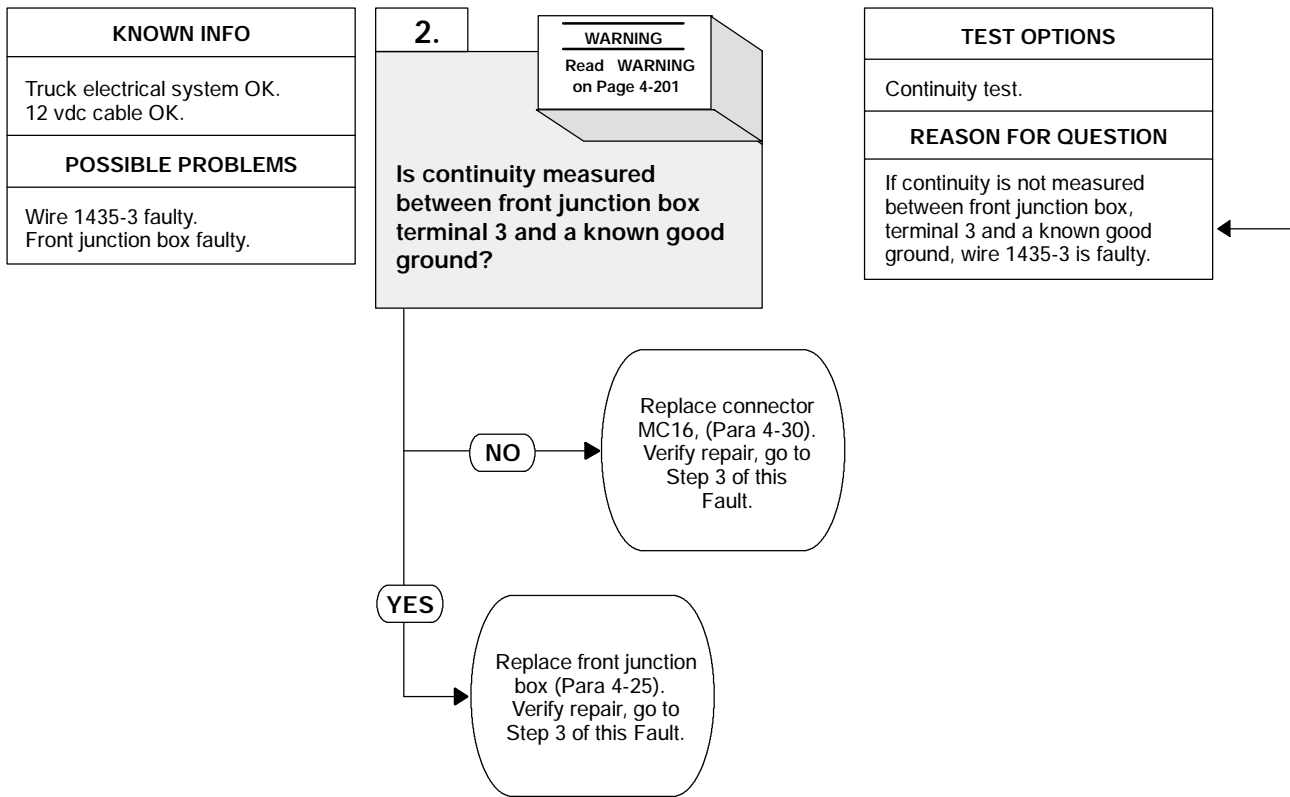 KNOWN INFO
Truck electrical system OK.
12 vdc cable OK.
POSSIBLE PROBLEMS
Wire 1435-3 faulty.
Front junction box faulty.
2.
WARNING
Read WARNING
on Page 4-201
Is continuity measured
between front junction box
terminal 3 and a known good
ground?
TEST OPTIONS
Continuity test.
REASON FOR QUESTION
If continuity is not measured
between front junction box,
terminal 3 and a known good
ground, wire 1435-3 is faulty.
NO
Replace connector
MC16, (Para 4-30).
Verify repair, go to
Step 3 of this
Fault.
YES
Replace front junction
box (Para 4-25).
Verify repair, go to
Step 3 of this Fault.